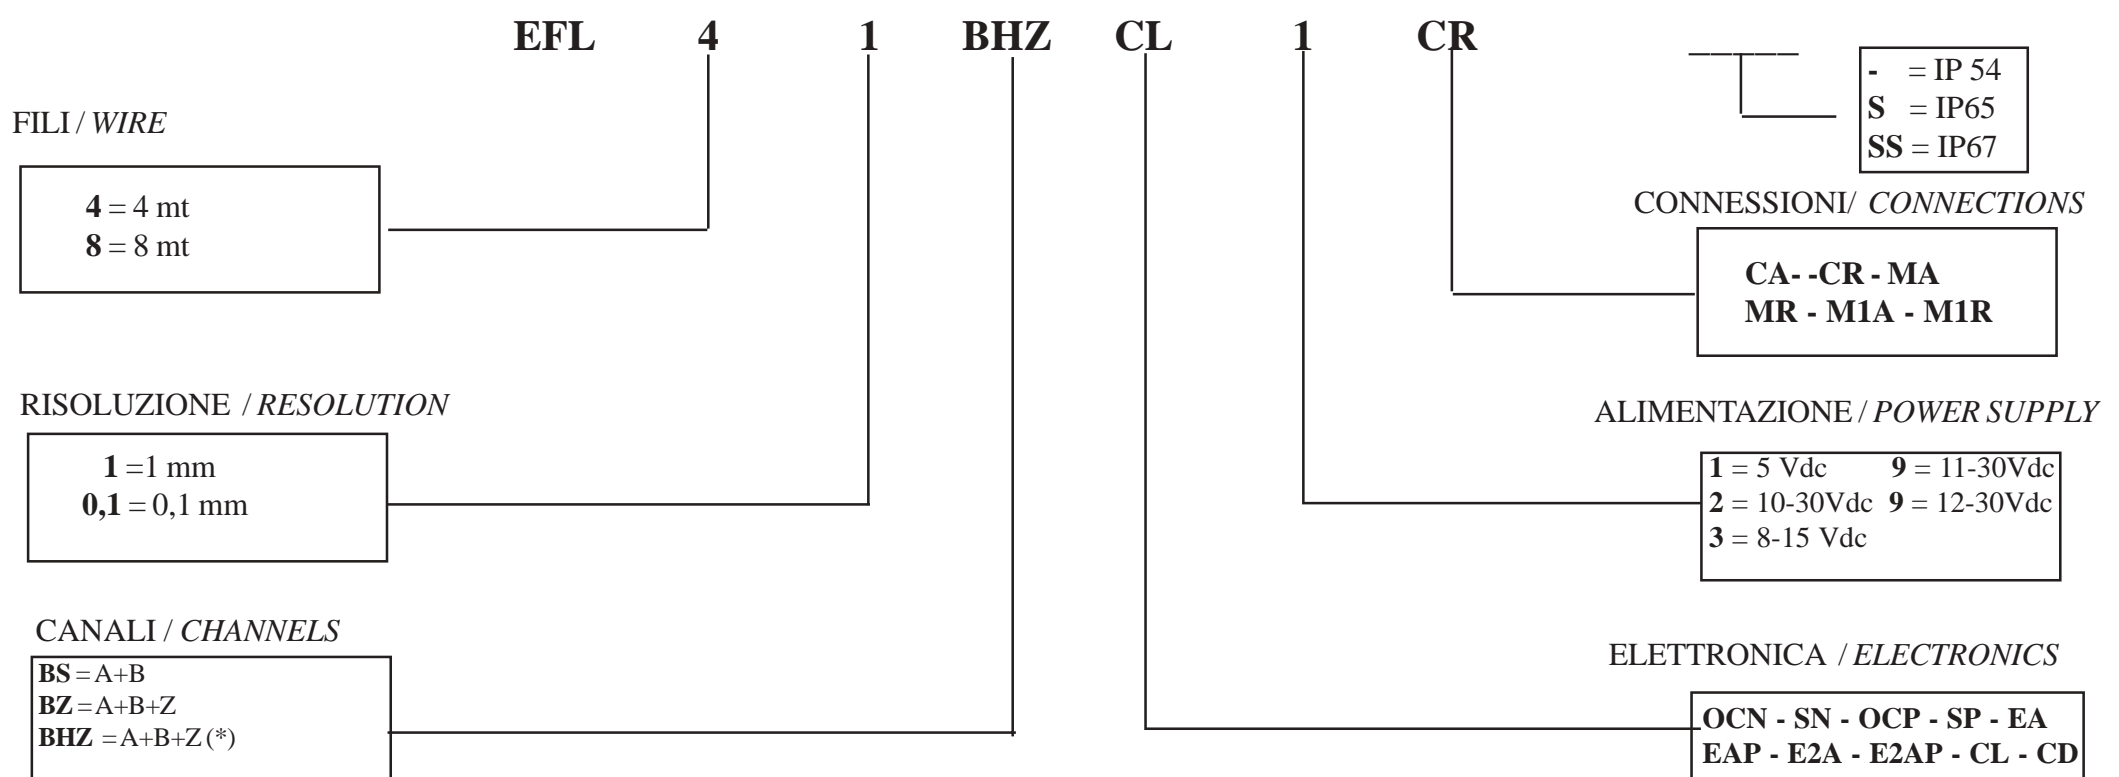 EFL 4 1 BHZ CL 1 CR _____
- = IP 54
S = IP65
SS = IP67
FILI / WIRE
4 = 4 mt
8 = 8 mt
CONNESSIONI/ CONNECTIONS
CA- -CR - MA
MR - M1A - M1R
RISOLUZIONE / RESOLUTION
1 =1 mm
0,1 = 0,1 mm
ALIMENTAZIONE / POWER SUPPLY
1 = 5 Vdc 9 = 11-30Vdc
2 = 10-30Vdc 9 = 12-30Vdc
3 = 8-15 Vdc
CANALI / CHANNELS
BS = A+B
BZ = A+B+Z
BHZ = A+B+Z (*)
ELETTRONICA / ELECTRONICS
OCN - SN - OCP - SP - EA
EAP - E2A - E2AP - CL - CD